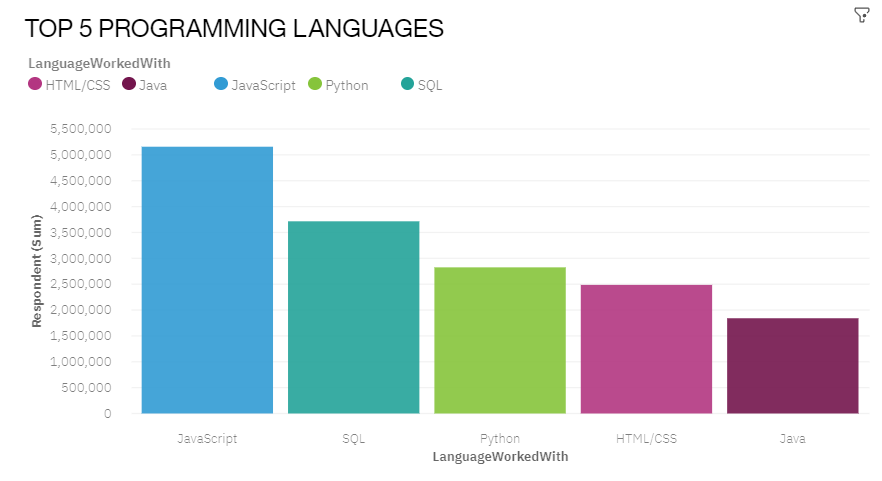 TOP 5 PROGRAMMING LANGUAGES
LanguageWorkedWith
HTML/CSS Java JavaScript Python SQL
5,500,000
5,000,000
4,500,000
4,000,000
3,500,000
3,000,000
2,500,000
2,000,000
1,500,000
1,000,000
500,000
0
Respondent (Sum)
JavaScript SQL Python HTML/CSS Java
LanguageWorkedWith